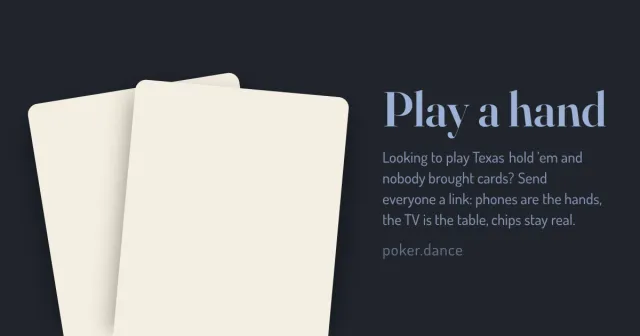 Play a hand
Looking to play Texas hold 'em and
nobody brought cards? Send
everyone a link: phones are the hands,
the TV is the table, chips stay real.
poker.dance